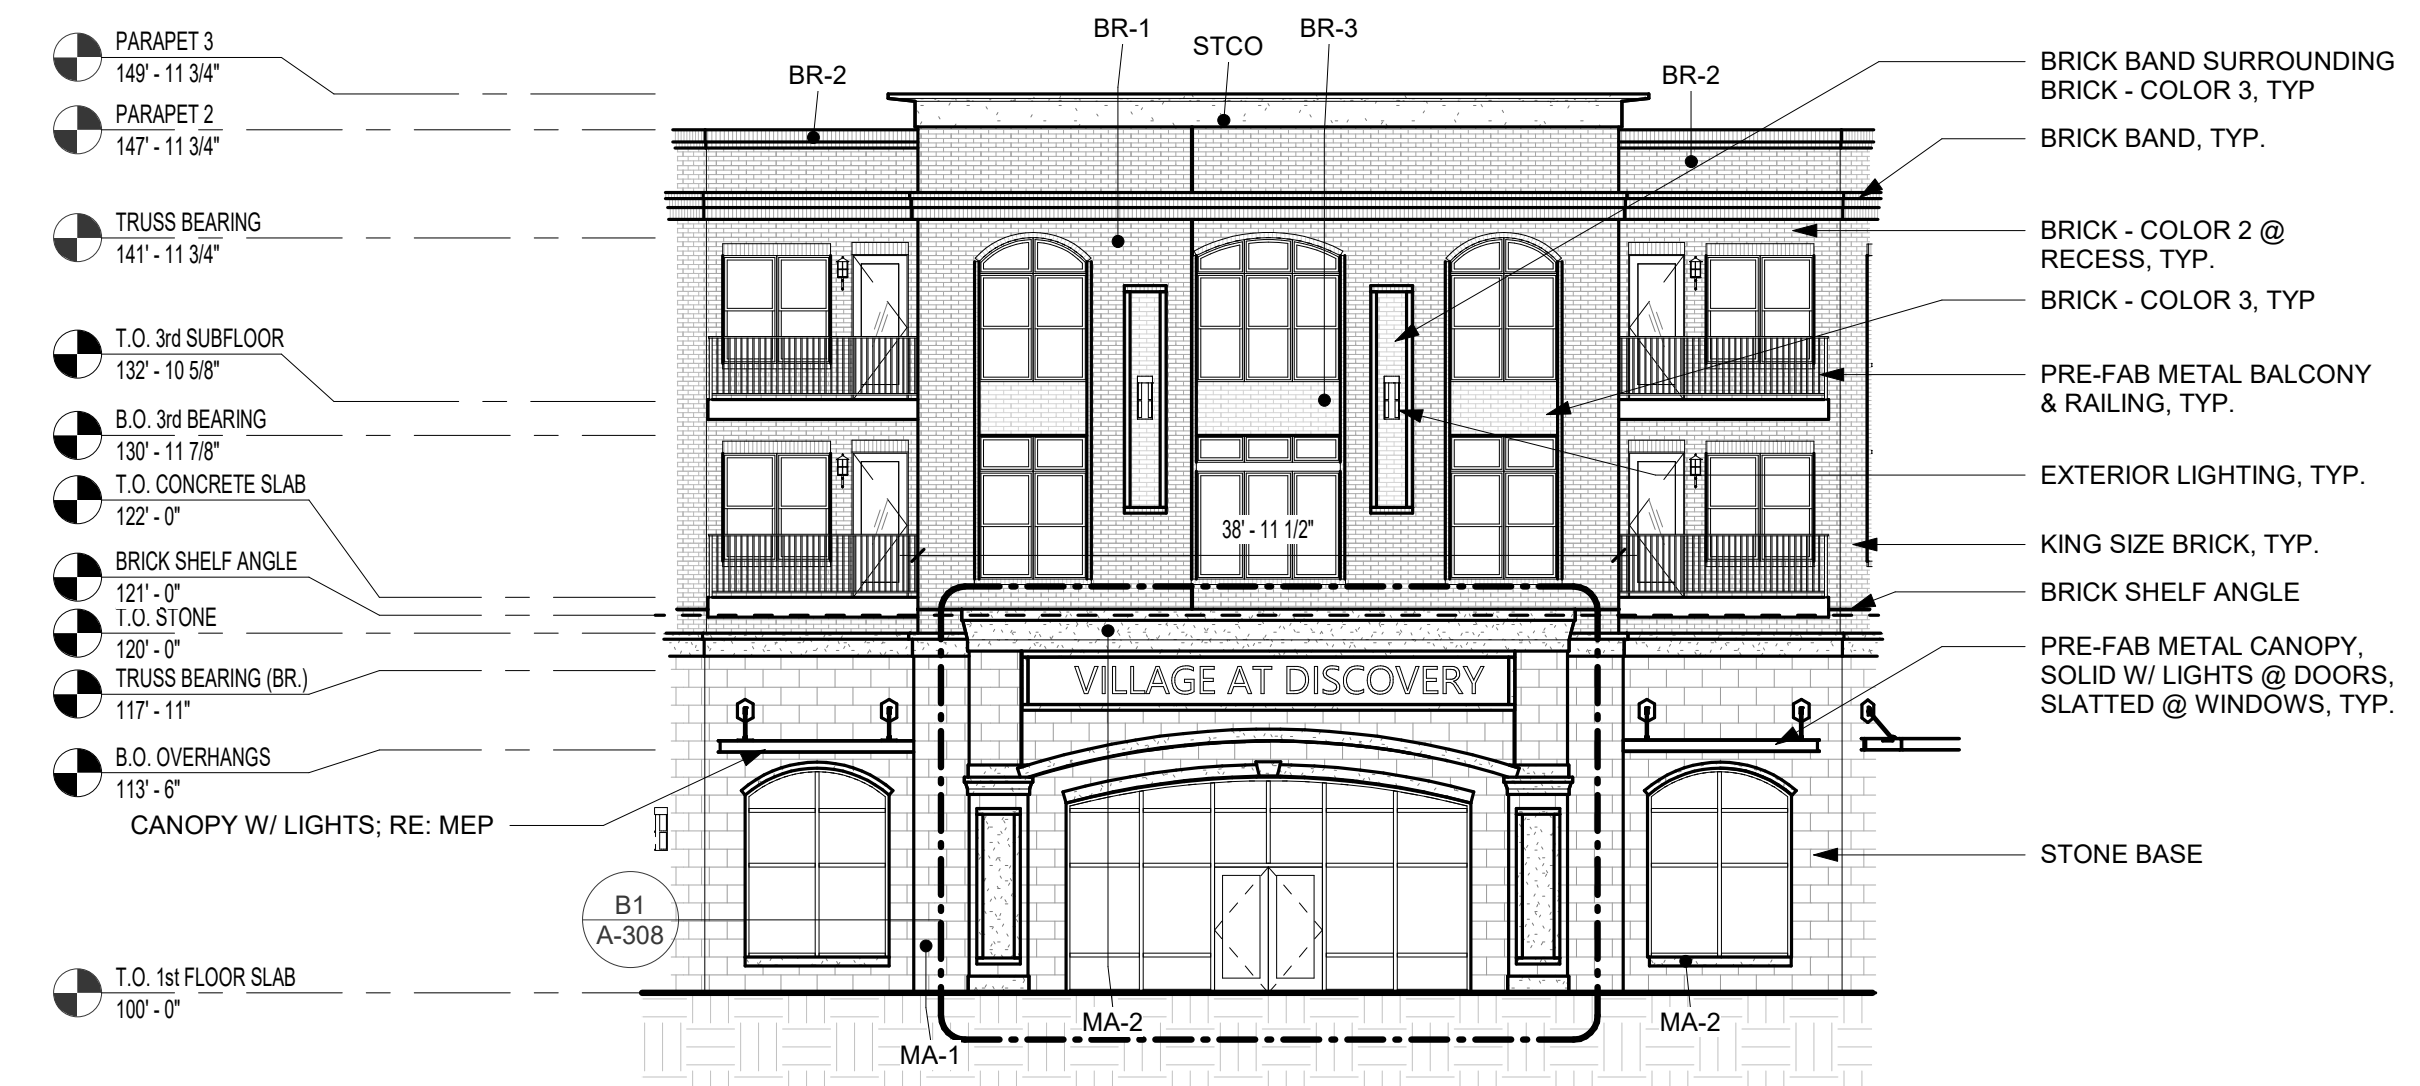 PARAPET 3
149' - 11 3/4"
PARAPET 2
147' - 11 3/4"
TRUSS BEARING
141' - 11 3/4"
T.O. 3rd SUBFLOOR
132' - 10 5/8"
B.O. 3rd BEARING
130' - 11 7/8"
T.O. CONCRETE SLAB
122' - 0"
BRICK SHELF ANGLE
121' - 0"
T.O. STONE
120' - 0"
TRUSS BEARING (BR.)
117' - 11"
B.O. OVERHANGS
113' - 6"
CANOPY W/ LIGHTS; RE: MEP
B1
A-308
T.O. 1st FLOOR SLAB
100' - 0"
BR-1
STCO
BR-3
BR-2
BR-2
38' - 11 1/2"
VILLAGE AT DISCOVERY
MA-2
MA-2
MA-1
BRICK BAND SURROUNDING
BRICK - COLOR 3, TYP
BRICK BAND, TYP.
BRICK - COLOR 2 @
RECESS, TYP.
BRICK - COLOR 3, TYP
PRE-FAB METAL BALCONY
& RAILING, TYP.
EXTERIOR LIGHTING, TYP.
KING SIZE BRICK, TYP.
BRICK SHELF ANGLE
PRE-FAB METAL CANOPY,
SOLID W/ LIGHTS @ DOORS,
SLATTED @ WINDOWS, TYP.
STONE BASE